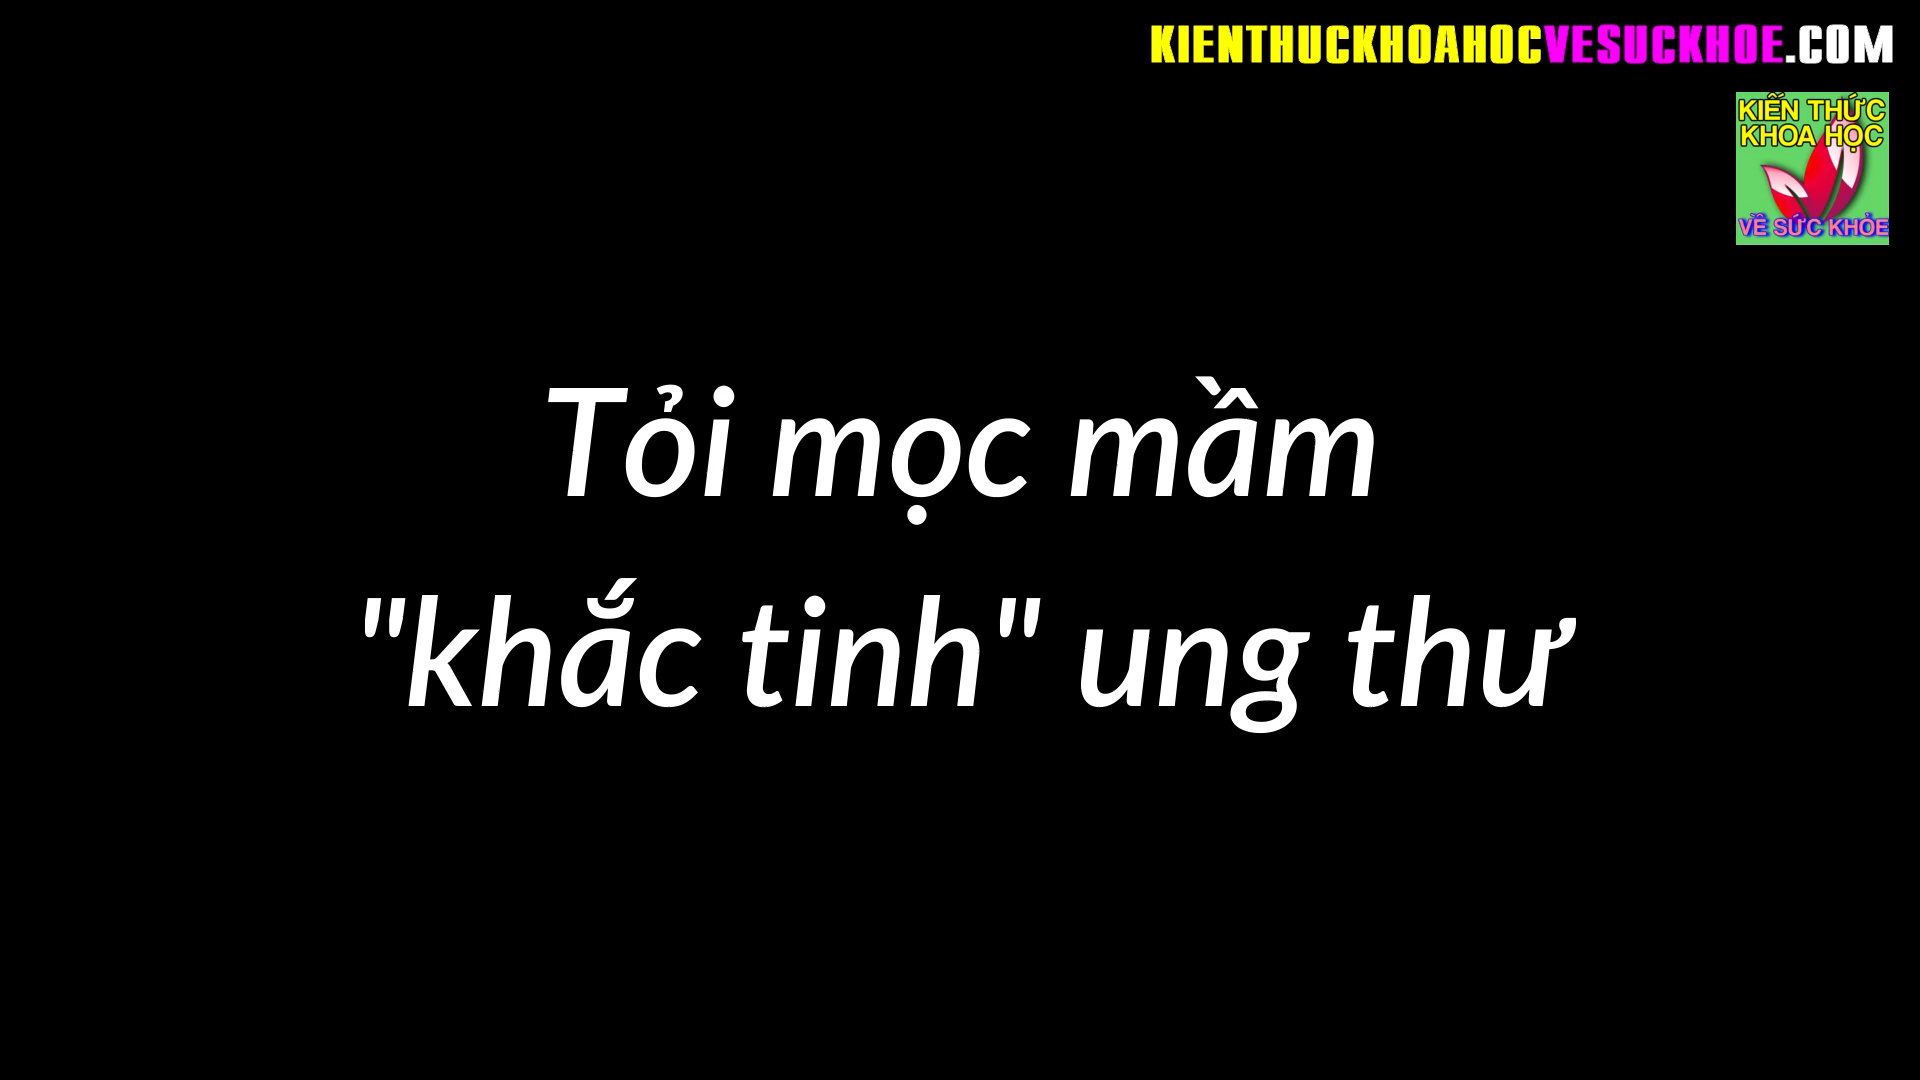 KIENTHUCKHOAHOCVESUCKHOE.COM
KIẾN THỨC
KHOA HỌC
VỀ SỨC KHỎE
Tỏi mọc mầm
"khắc tinh" ung thư